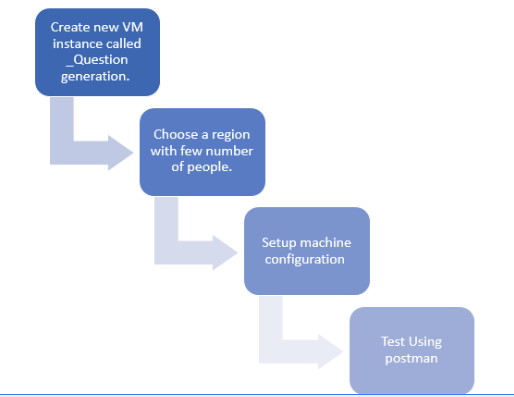 Create new VM
instance called
_Question
generation.
Choose a region
with few number
of people.
Setup machine
configuration
Test Using
postman